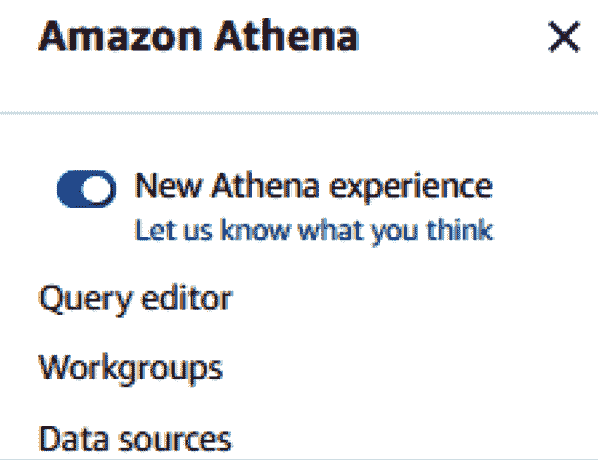 Amazon Athena
New Athena experience
Let us know what you think
Query editor
Workgroups
Data sources